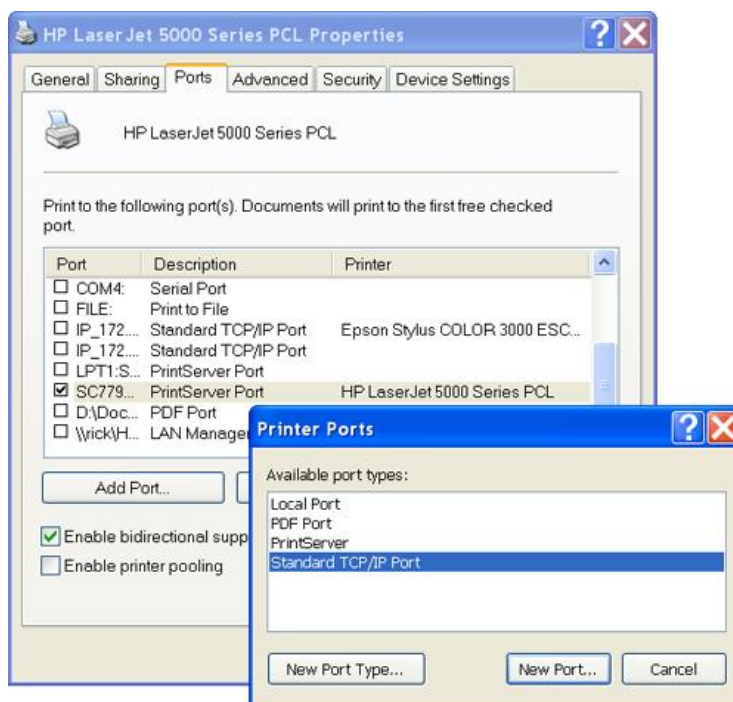 HP LaserJet 5000 Series PCL Properties
General Sharing Ports Advanced Security Device Settings
HP LaserJet 5000 Series PCL
Print to the following port(s). Documents will print to the first free checked
port.
Port Description Printer
COM4: Serial Port
FILE: Print to File
IP_172.... Standard TCP/IP Port Epson Stylus COLOR 3000 ESC...
IP_172.... Standard TCP/IP Port
LPT1:S... PrintServer Port
SC779... PrintServer Port HP LaserJet 5000 Series PCL
D:\Doc... PDF Port
\\rick\H... LAN Manager
Add Port...
Enable bidirectional supp
Enable printer pooling
Printer Ports
Available port types:
Local Port
PDF Port
PrintServer
Standard TCP/IP Port
New Port Type... New Port... Cancel